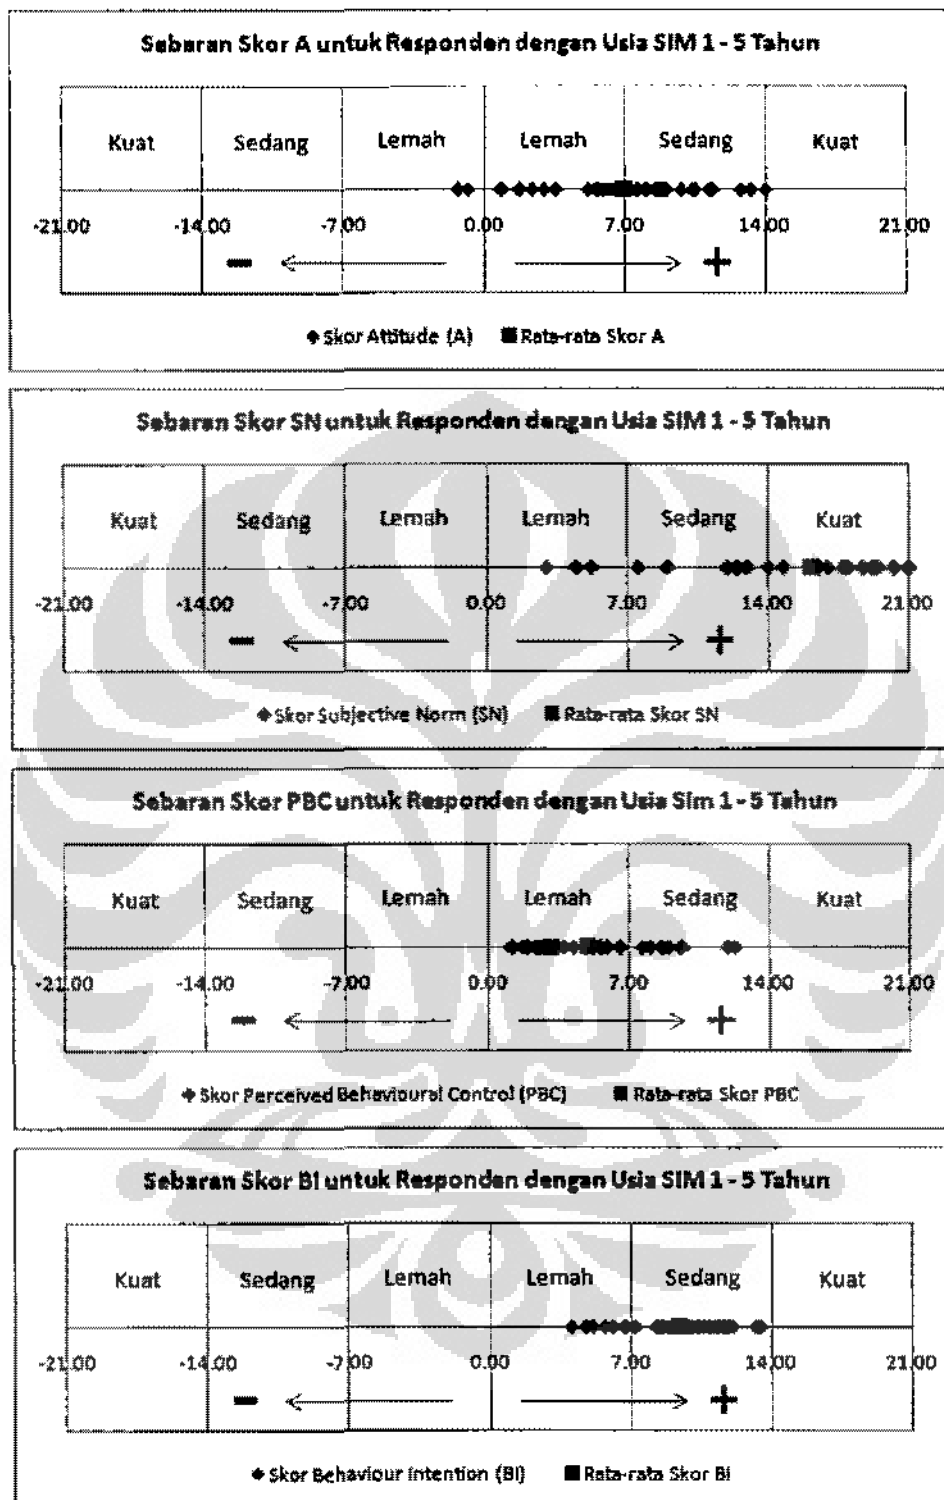 Sebaran Skor A untuk Responden dengan Usia SIM 1 - 5 Tahun
Kuat Sedang Lemah Lemah Sedang Kuat
-21.00 -14.00 -7.00 0.00 7.00 14.00 21.00
− +
Skor Attitude (A) Rata-rata Skor A
Sebaran Skor SN untuk Responden dengan Usia SIM 1 - 5 Tahun
Kuat Sedang Lemah Lemah Sedang Kuat
-21.00 -14.00 -7.00 0.00 7.00 14.00 21.00
− +
Skor Subjective Norm (SN) Rata-rata Skor SN
Sebaran Skor PBC untuk Responden dengan Usia Sim 1 - 5 Tahun
Kuat Sedang Lemah Lemah Sedang Kuat
-21.00 -14.00 -7.00 0.00 7.00 14.00 21.00
− +
Skor Perceived Behavioural Control (PBC) Rata-rata Skor PBC
Sebaran Skor BI untuk Responden dengan Usia SIM 1 - 5 Tahun
Kuat Sedang Lemah Lemah Sedang Kuat
-21.00 -14.00 -7.00 0.00 7.00 14.00 21.00
− +
Skor Behaviour Intention (BI) Rata-rata Skor BI